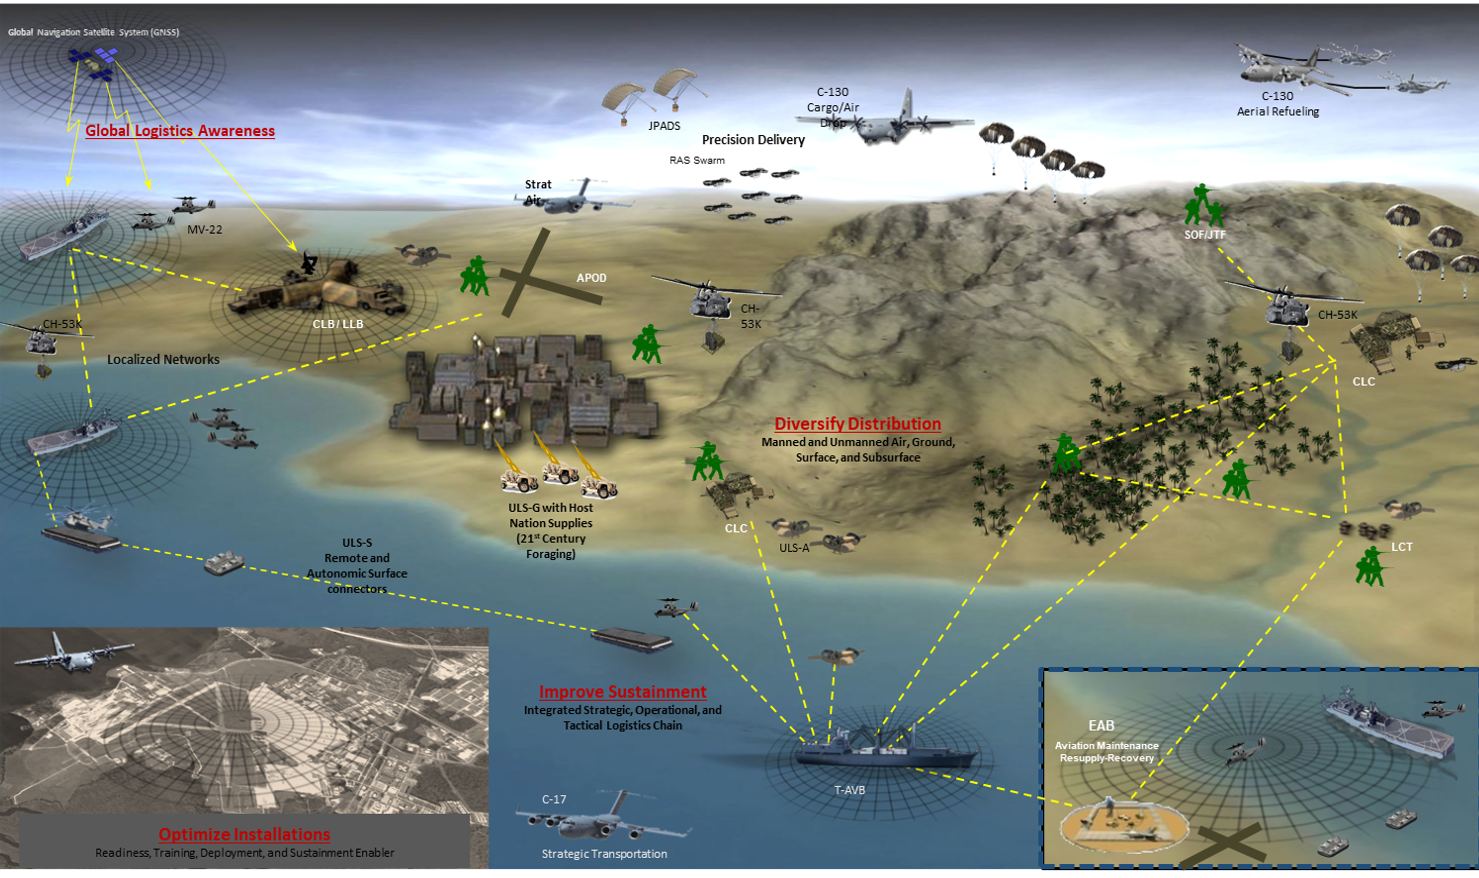 Global Navigation Satellite System (GNSS)
Global Logistics Awareness
MV-22
CH-53K
Localized Networks
CLB/ LLB
Strat
Air
APOD
JPADS
Precision Delivery
RAS Swarm
C-130
Cargo/Air
Drop
C-130
Aerial Refueling
SOF/JTF
CH-
53K
CH-53K
CLC
Diversify Distribution
Manned and Unmanned Air, Ground,
Surface, and Subsurface
ULS-G with Host
Nation Supplies
(21st Century
Foraging)
CLC
ULS-A
LCT
ULS-S
Remote and
Autonomic Surface
connectors
Improve Sustainment
Integrated Strategic, Operational, and
Tactical Logistics Chain
T-AVB
C-17
Strategic Transportation
EAB
Aviation Maintenance
Resupply-Recovery
Optimize Installations
Readiness, Training, Deployment, and Sustainment Enabler